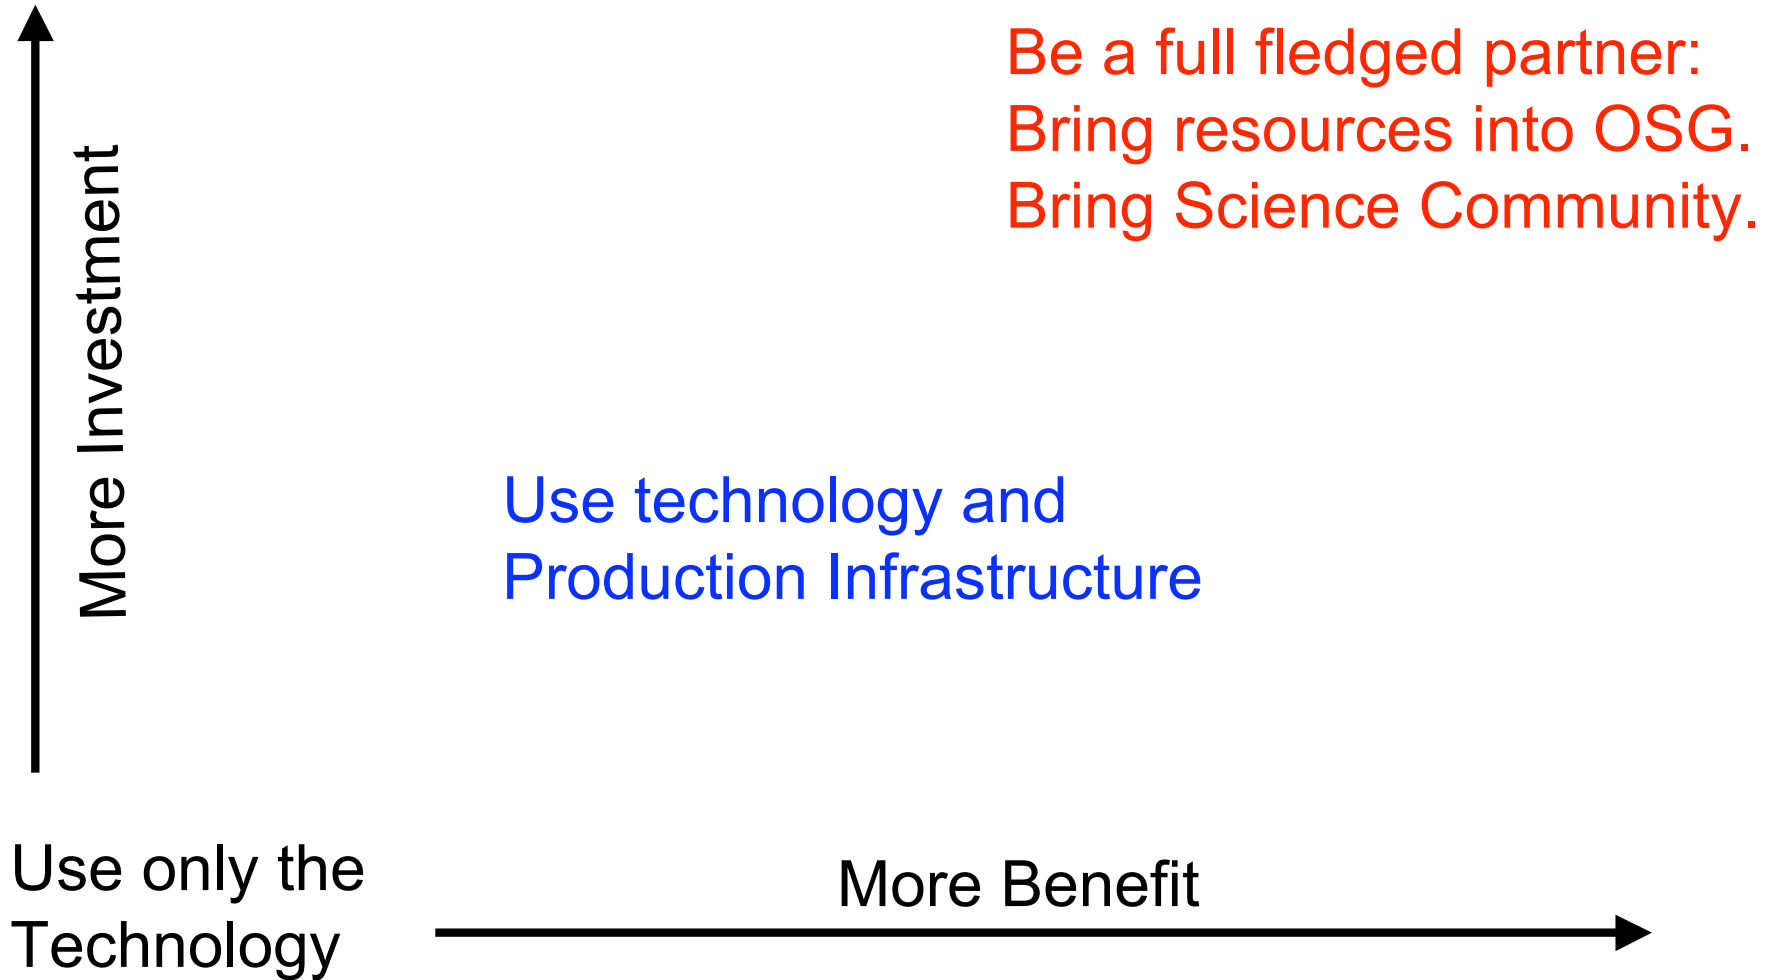 Be a full fledged partner:
Bring resources into OSG.
Bring Science Community.
More Investment
Use technology and
Production Infrastructure
Use only the
Technology
More Benefit